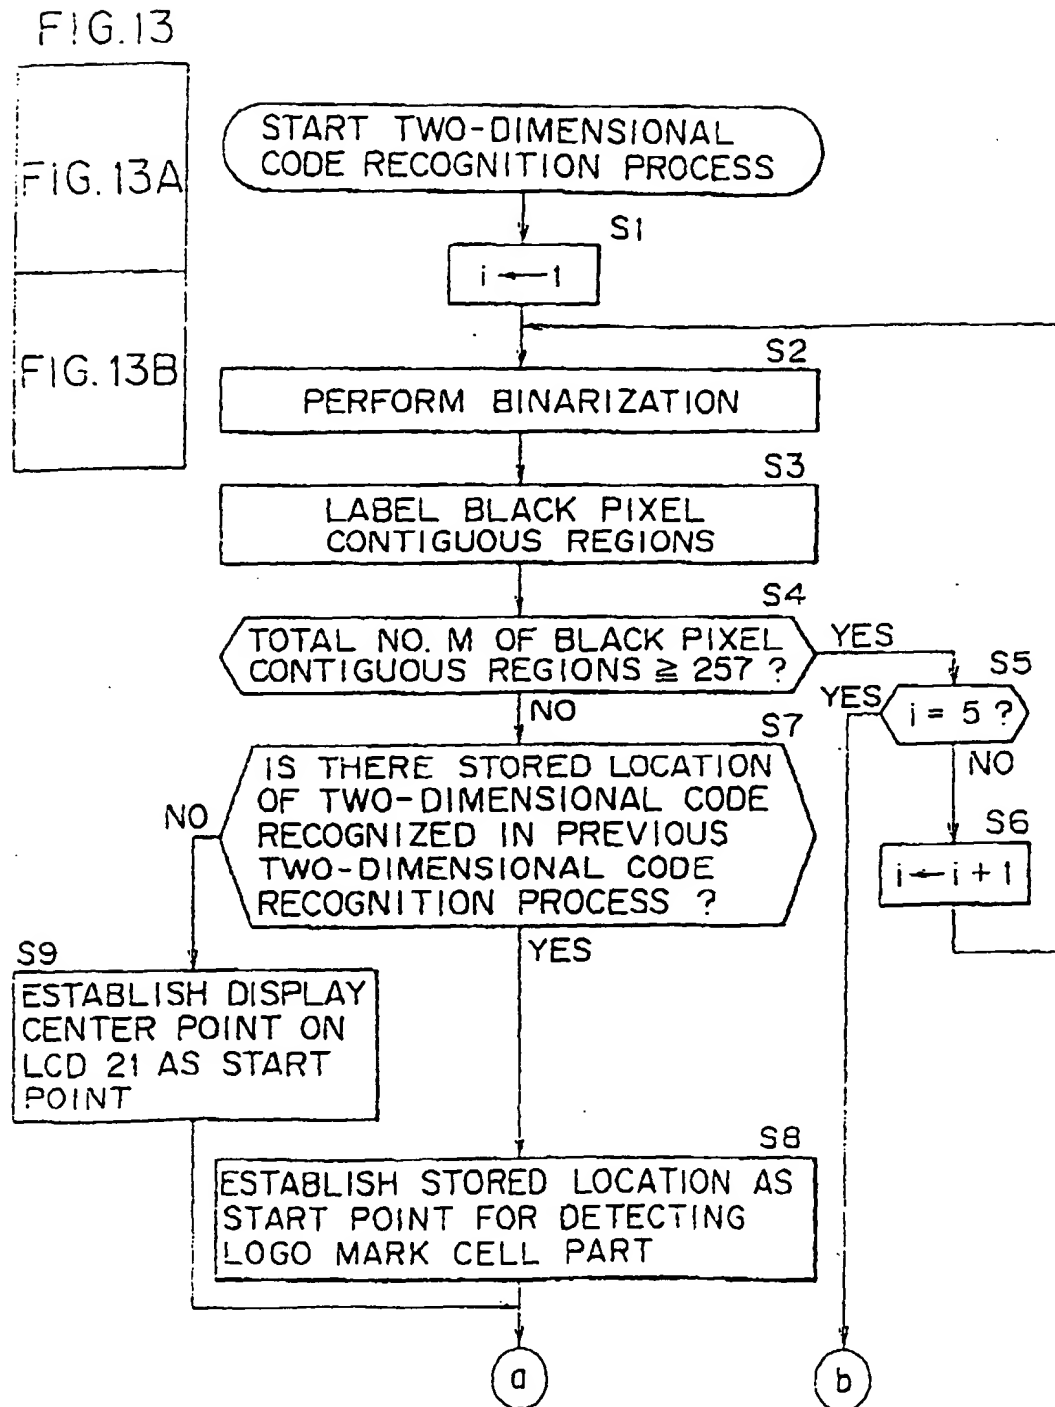 FIG.13
FIG.13A
FIG.13B
START TWO-DIMENSIONAL
CODE RECOGNITION PROCESS
S1
i ← 1
S2
PERFORM BINARIZATION
S3
LABEL BLACK PIXEL
CONTIGUOUS REGIONS
S4
TOTAL NO. M OF BLACK PIXEL
CONTIGUOUS REGIONS ≧ 257 ?
YES
NO
S5
i = 5 ?
YES
NO
S6
i ← i + 1
S7
IS THERE STORED LOCATION
OF TWO-DIMENSIONAL CODE
RECOGNIZED IN PREVIOUS
TWO-DIMENSIONAL CODE
RECOGNITION PROCESS ?
NO
YES
S9
ESTABLISH DISPLAY
CENTER POINT ON
LCD 21 AS START
POINT
S8
ESTABLISH STORED LOCATION AS
START POINT FOR DETECTING
LOGO MARK CELL PART
a
b